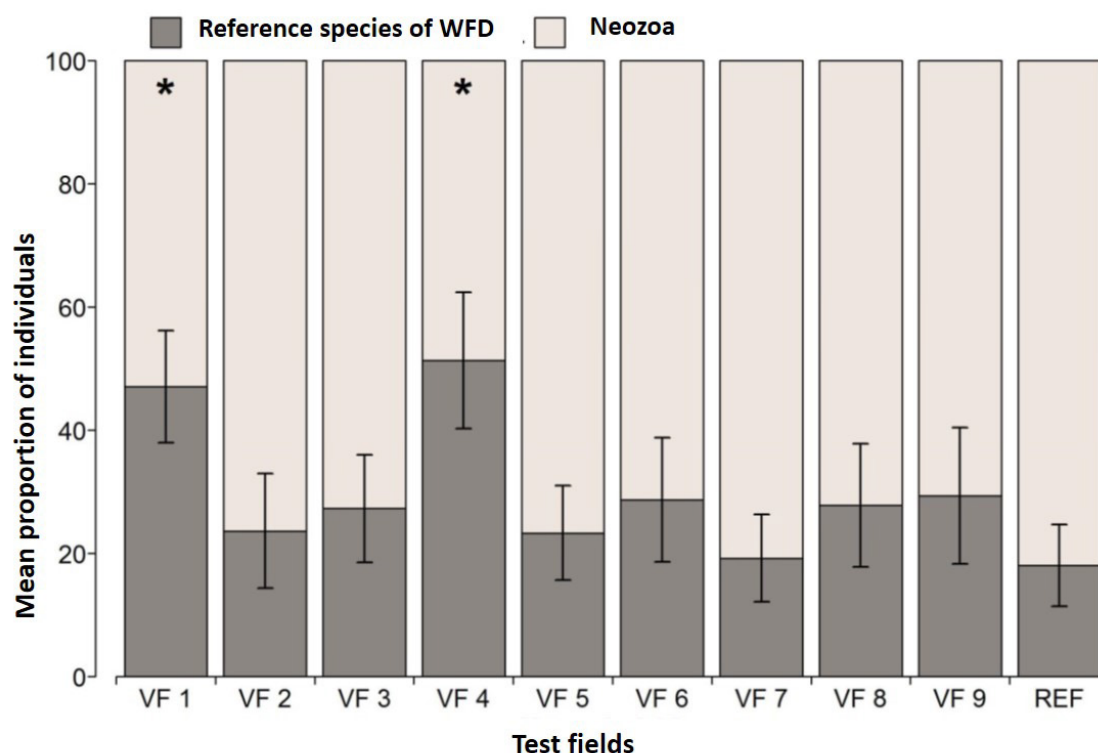 Reference species of WFD Neozoa
100
80
60
40
20
0
Mean proportion of individuals
* *
VF 1 VF 2 VF 3 VF 4 VF 5 VF 6 VF 7 VF 8 VF 9 REF
Test fields